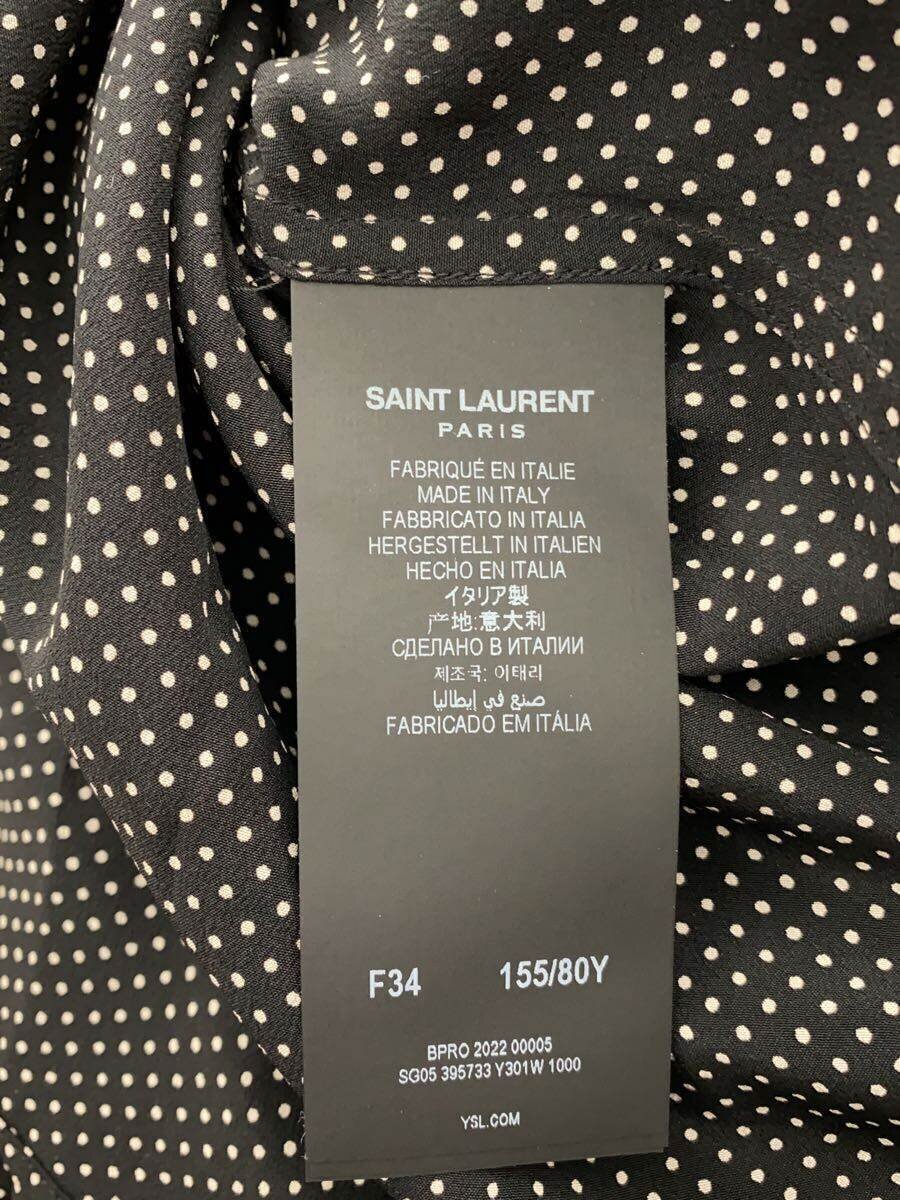 SAINT LAURENT
PARIS
FABRIQUÉ EN ITALIE
MADE IN ITALY
FABBRICATO IN ITALIA
HERGESTELLT IN ITALIEN
HECHO EN ITALIA
イタリア製
产地:意大利
СДЕЛАНО В ИТАЛИИ
제조국: 이태리
صنع في إيطاليا
FABRICADO EM ITÁLIA
F34 155/80Y
BPRO 2022 00005
SG05 395733 Y301W 1000
YSL.COM